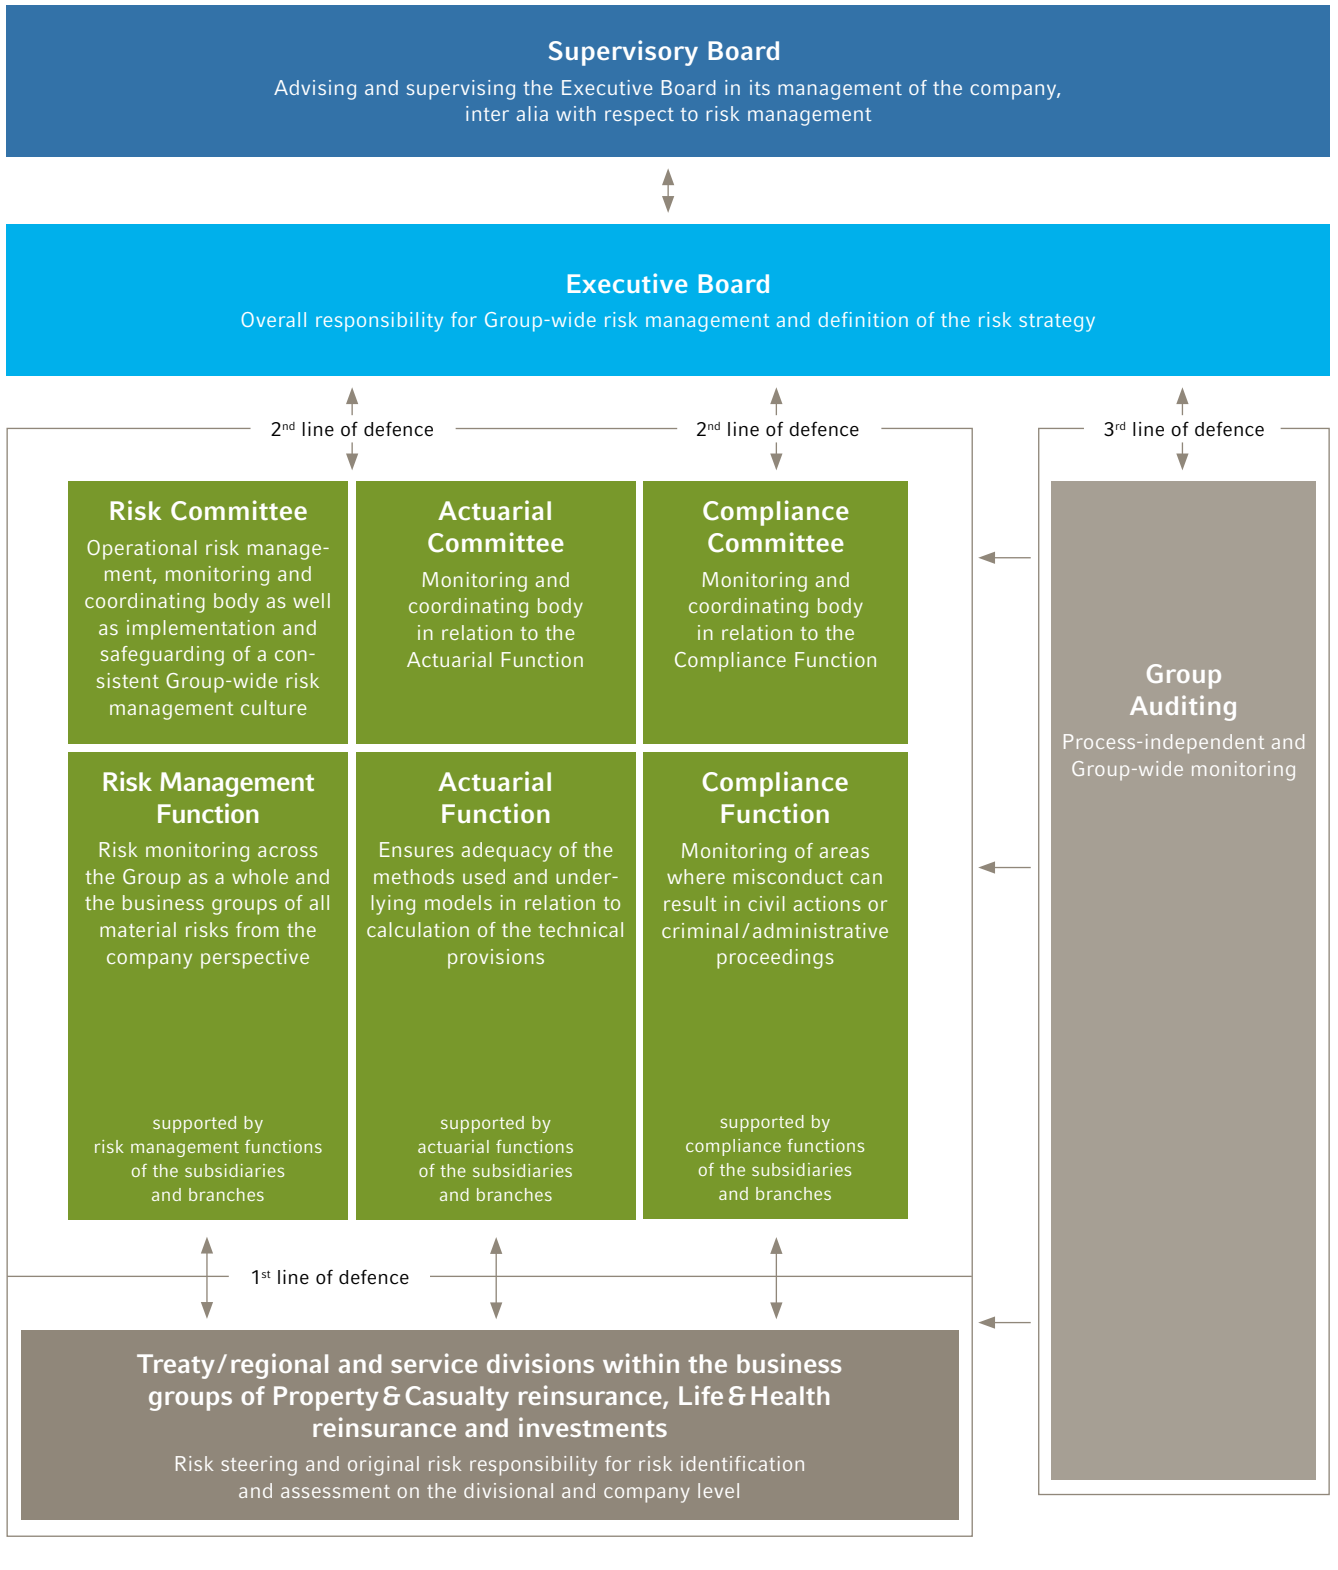 Supervisory Board
Advising and supervising the Executive Board in its management of the company,
inter alia with respect to risk management
Executive Board
Overall responsibility for Group-wide risk management and definition of the risk strategy
2nd line of defence
2nd line of defence
3rd line of defence
Risk Committee
Operational risk manage-
ment, monitoring and
coordinating body as well
as implementation and
safeguarding of a con-
sistent Group-wide risk
management culture
Actuarial
Committee
Monitoring and
coordinating body
in relation to the
Actuarial Function
Compliance
Committee
Monitoring and
coordinating body
in relation to the
Compliance Function
Group
Auditing
Process-independent and
Group-wide monitoring
Risk Management
Function
Risk monitoring across
the Group as a whole and
the business groups of all
material risks from the
company perspective
supported by
risk management functions
of the subsidiaries
and branches
Actuarial
Function
Ensures adequacy of the
methods used and under-
lying models in relation to
calculation of the technical
provisions
supported by
actuarial functions
of the subsidiaries
and branches
Compliance
Function
Monitoring of areas
where misconduct can
result in civil actions or
criminal/administrative
proceedings
supported by
compliance functions
of the subsidiaries
and branches
1st line of defence
Treaty/regional and service divisions within the business
groups of Property & Casualty reinsurance, Life & Health
reinsurance and investments
Risk steering and original risk responsibility for risk identification
and assessment on the divisional and company level